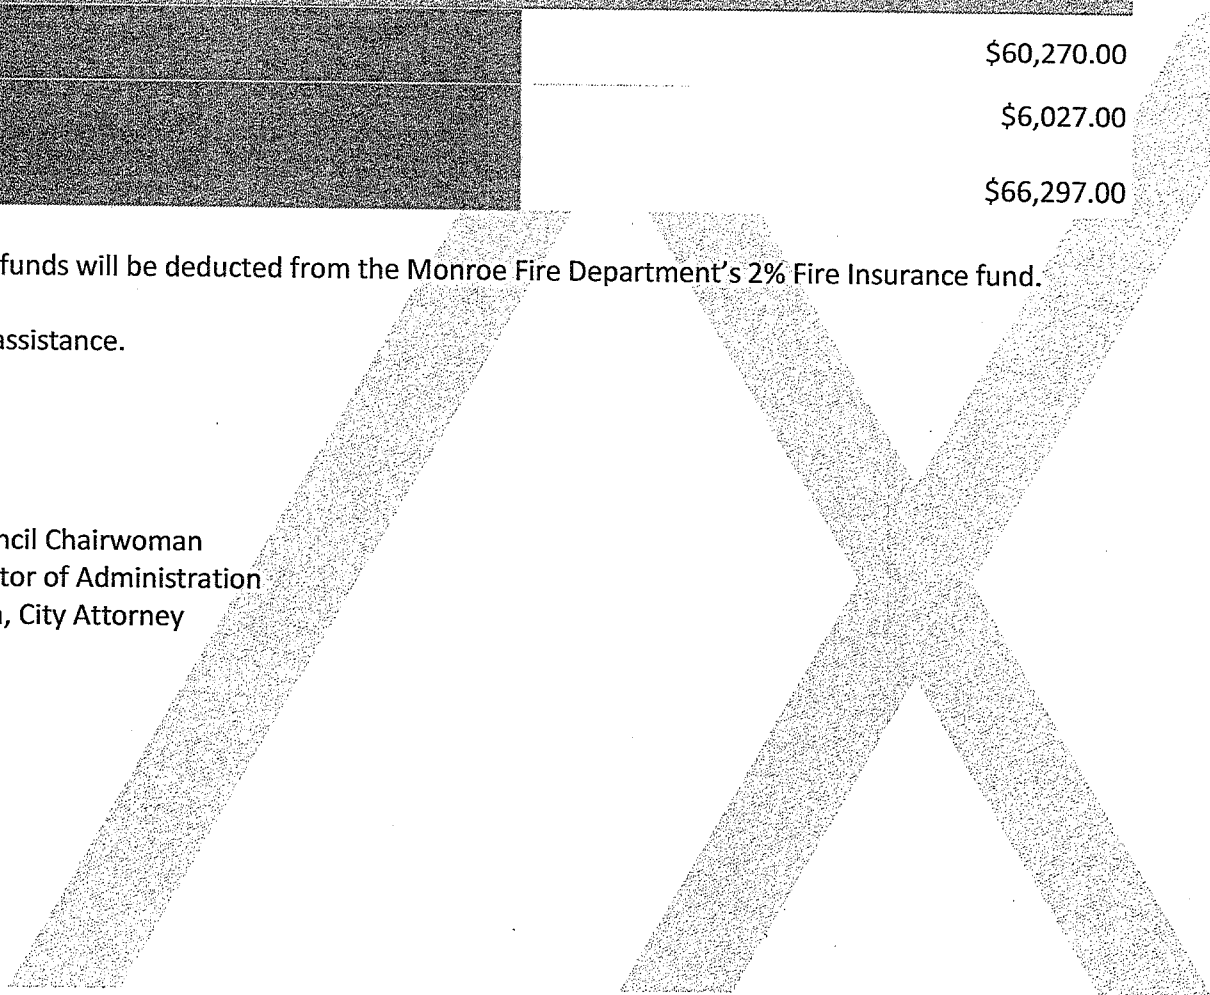 $60,270.00
$6,027.00
$66,297.00
funds will be deducted from the Monroe Fire Department's 2% Fire Insurance fund.
assistance.
ncil Chairwoman
tor of Administration
, City Attorney